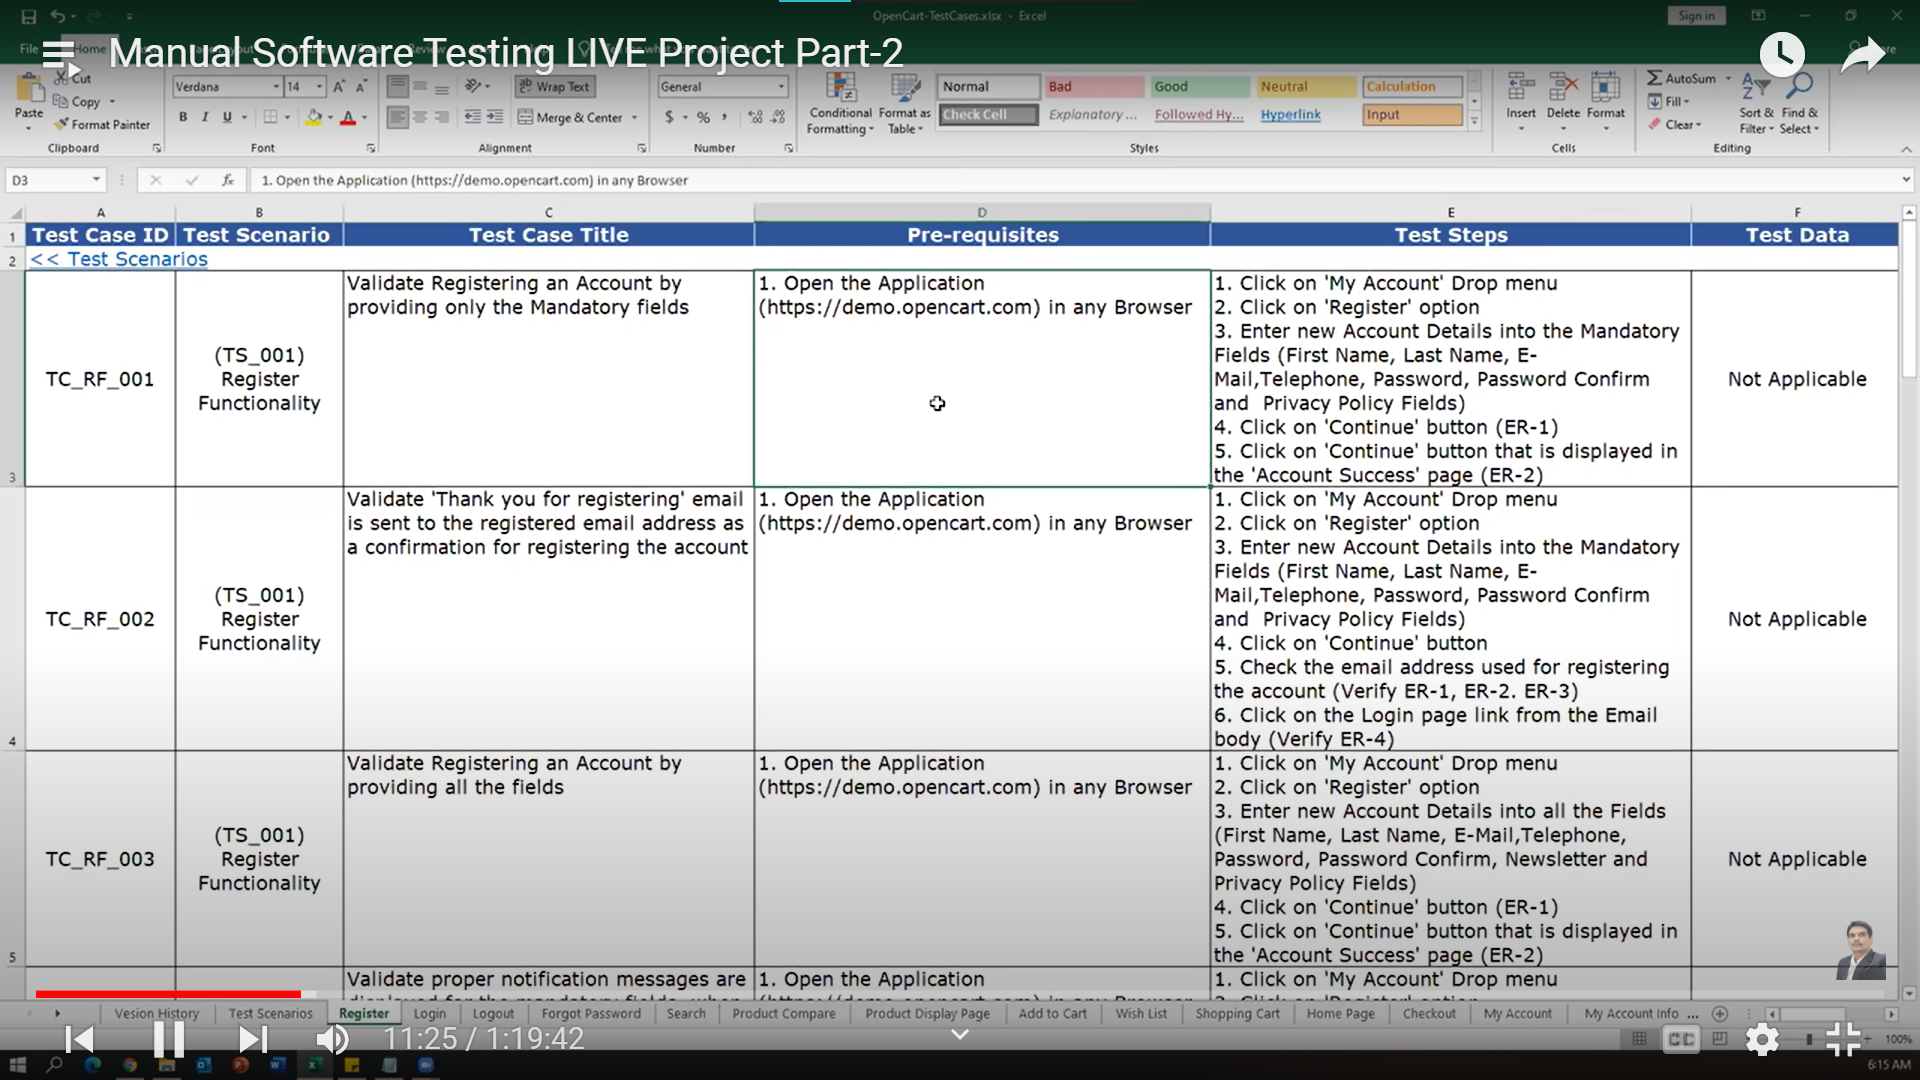 OpenCart-TestCases.xlsx - Excel
Sign in
File
Home
Manual Software Testing LIVE Project Part-2
Cut
Copy
Format Painter
Paste
Clipboard
Verdana
14
B I U
Font
Wrap Text
Merge & Center
Alignment
General
$ % ,
Number
Conditional Formatting
Format as Table
Normal
Bad
Good
Neutral
Calculation
Check Cell
Explanatory ...
Followed Hy...
Hyperlink
Input
Styles
Insert
Delete
Format
Cells
AutoSum
Fill
Clear
Sort & Filter
Find & Select
Editing
D3
fx
1. Open the Application (https://demo.opencart.com) in any Browser
A B C D E F
1 Test Case ID Test Scenario Test Case Title Pre-requisites Test Steps Test Data
2 << Test Scenarios
3
TC_RF_001
(TS_001)
Register
Functionality
Validate Registering an Account by
providing only the Mandatory fields
1. Open the Application
(https://demo.opencart.com) in any Browser
1. Click on 'My Account' Drop menu
2. Click on 'Register' option
3. Enter new Account Details into the Mandatory
Fields (First Name, Last Name, E-
Mail,Telephone, Password, Password Confirm
and  Privacy Policy Fields)
4. Click on 'Continue' button (ER-1)
5. Click on 'Continue' button that is displayed in
the 'Account Success' page (ER-2)
Not Applicable
4
TC_RF_002
(TS_001)
Register
Functionality
Validate 'Thank you for registering' email
is sent to the registered email address as
a confirmation for registering the account
1. Open the Application
(https://demo.opencart.com) in any Browser
1. Click on 'My Account' Drop menu
2. Click on 'Register' option
3. Enter new Account Details into the Mandatory
Fields (First Name, Last Name, E-
Mail,Telephone, Password, Password Confirm
and  Privacy Policy Fields)
4. Click on 'Continue' button
5. Check the email address used for registering
the account (Verify ER-1, ER-2. ER-3)
6. Click on the Login page link from the Email
body (Verify ER-4)
Not Applicable
5
TC_RF_003
(TS_001)
Register
Functionality
Validate Registering an Account by
providing all the fields
1. Open the Application
(https://demo.opencart.com) in any Browser
1. Click on 'My Account' Drop menu
2. Click on 'Register' option
3. Enter new Account Details into all the Fields
(First Name, Last Name, E-Mail,Telephone,
Password, Password Confirm, Newsletter and
Privacy Policy Fields)
4. Click on 'Continue' button (ER-1)
5. Click on 'Continue' button that is displayed in
the 'Account Success' page (ER-2)
Not Applicable
Validate proper notification messages are
1. Open the Application
1. Click on 'My Account' Drop menu
Vesion History
Test Scenarios
Register
Login
Logout
Forgot Password
Search
Product Compare
Product Display Page
Add to Cart
Wish List
Shopping Cart
Home Page
Checkout
My Account
My Account Info ...
11:25 / 1:19:42
100%
6:15 AM